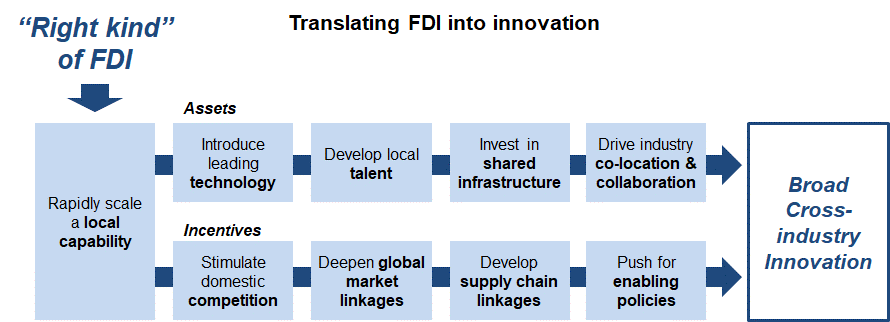 “Right kind”
of FDI
Translating FDI into innovation
Assets
Rapidly scale
a local
capability
Introduce
leading
technology
Develop local
talent
Invest in
shared
infrastructure
Drive industry
co-location &
collaboration
Incentives
Stimulate
domestic
competition
Deepen global
market
linkages
Develop
supply chain
linkages
Push for
enabling
policies
Broad
Cross-
industry
Innovation